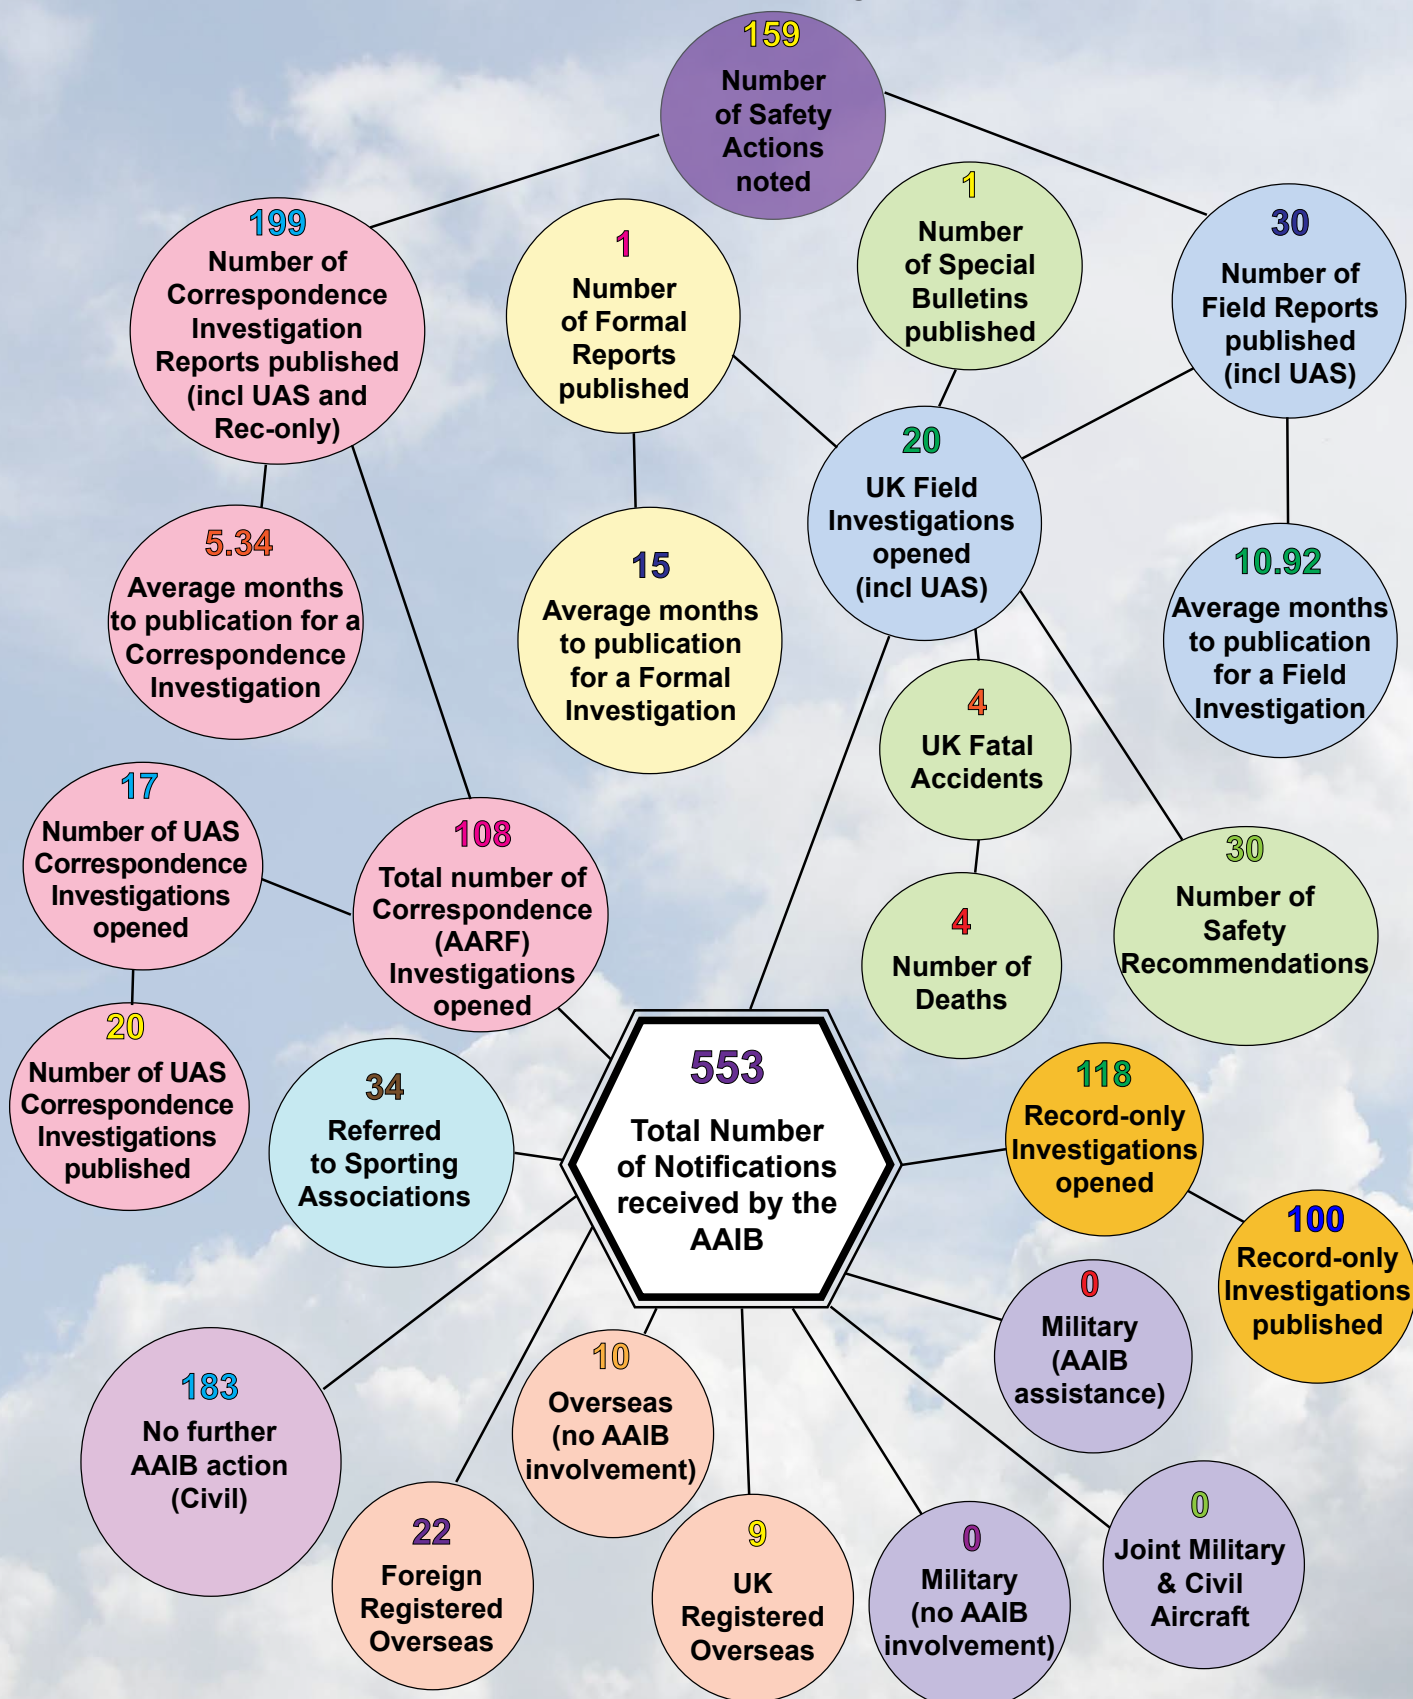 159
Number
of Safety
Actions
noted
199
Number of
Correspondence
Investigation
Reports published
(incl UAS and
Rec-only)
1
Number
of Formal
Reports
published
1
Number
of Special
Bulletins
published
30
Number of
Field Reports
published
(incl UAS)
5.34
Average months
to publication for a
Correspondence
Investigation
15
Average months
to publication
for a Formal
Investigation
20
UK Field
Investigations
opened
(incl UAS)
10.92
Average months
to publication
for a Field
Investigation
4
UK Fatal
Accidents
17
Number of UAS
Correspondence
Investigations
opened
108
Total number of
Correspondence
(AARF)
Investigations
opened
4
Number of
Deaths
30
Number of
Safety
Recommendations
20
Number of UAS
Correspondence
Investigations
published
34
Referred
to Sporting
Associations
553
Total Number
of Notifications
received by the
AAIB
118
Record-only
Investigations
opened
100
Record-only
Investigations
published
183
No further
AAIB action
(Civil)
22
Foreign
Registered
Overseas
10
Overseas
(no AAIB
involvement)
9
UK
Registered
Overseas
0
Military
(no AAIB
involvement)
0
Military
(AAIB
assistance)
0
Joint Military
& Civil
Aircraft